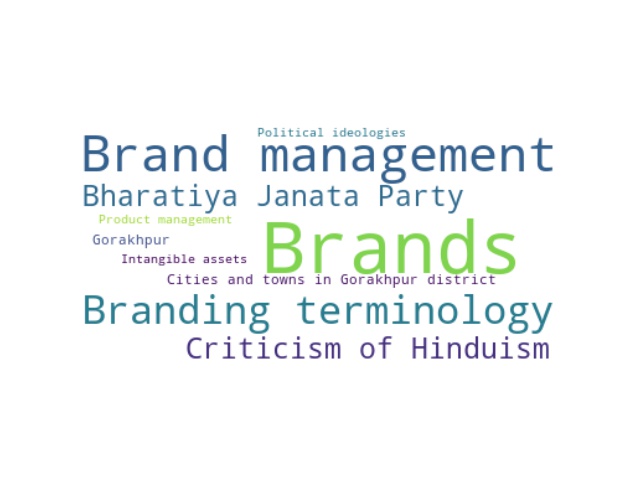 Political ideologies
Brand management
Bharatiya Janata Party
Product management
Brands
Gorakhpur
Intangible assets
Cities and towns in Gorakhpur district
Branding terminology
Criticism of Hinduism